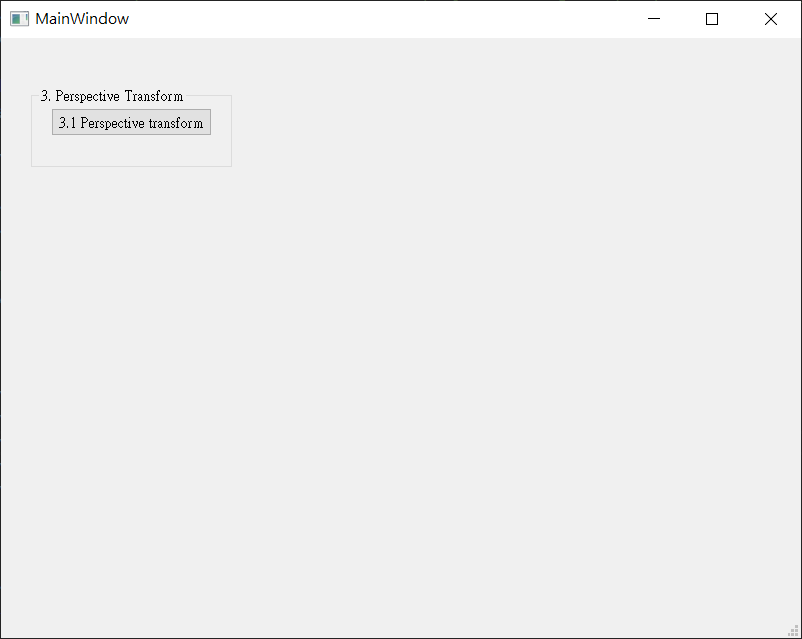 MainWindow
3. Perspective Transform
3.1 Perspective transform